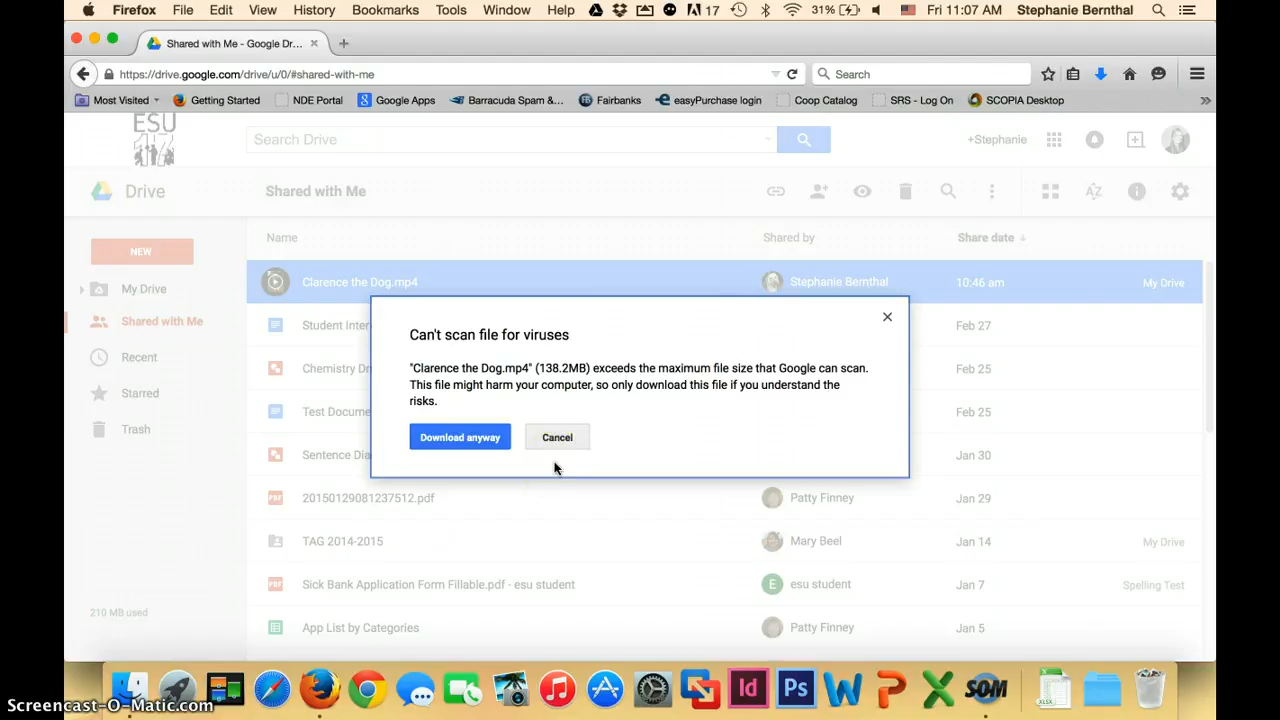 Firefox File Edit View History Bookmarks Tools Window Help 17 31% Fri 11:07 AM Stephanie Bernthal
Shared with Me - Google Dr...
https://drive.google.com/drive/u/0/#shared-with-me Search
Most Visited Getting Started NDE Portal Google Apps Barracuda Spam &... Fairbanks easyPurchase login Coop Catalog SRS - Log On SCOPIA Desktop
ESU
17
Search Drive +Stephanie
Drive Shared with Me
NEW
Name Shared by Share date
Clarence the Dog.mp4 Stephanie Bernthal 10:46 am My Drive
My Drive
Shared with Me
Student Inter Feb 27
Recent
Chemistry Dr Feb 25
Starred
Test Docume Feb 25
Trash
Can't scan file for viruses
"Clarence the Dog.mp4" (138.2MB) exceeds the maximum file size that Google can scan.
This file might harm your computer, so only download this file if you understand the
risks.
Download anyway Cancel
Sentence Dia Jan 30
20150129081237512.pdf Patty Finney Jan 29
TAG 2014-2015 Mary Beel Jan 14 My Drive
Sick Bank Application Form Fillable.pdf - esu student E esu student Jan 7 Spelling Test
210 MB used
App List by Categories Patty Finney Jan 5
Id Ps SOM XLSX
Screencast-O-Matic.com